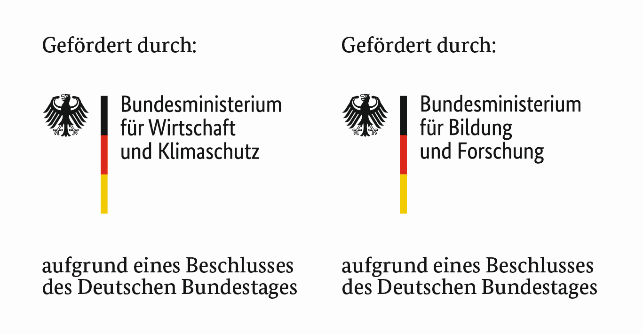 Gefördert durch:
Bundesministerium
für Wirtschaft
und Klimaschutz
aufgrund eines Beschlusses
des Deutschen Bundestages
Gefördert durch:
Bundesministerium
für Bildung
und Forschung
aufgrund eines Beschlusses
des Deutschen Bundestages